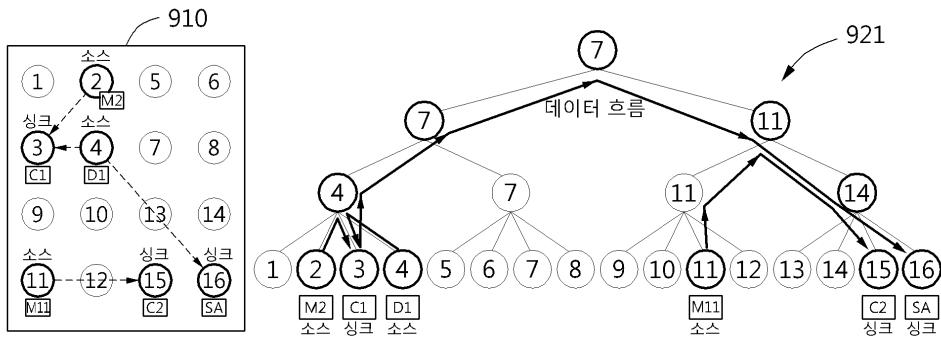 910
소스
1 2 5 6
M2
싱크 소스
3 4 7 8
C1 D1
9 10 13 14
소스 싱크 싱크
11 12 15 16
M11 C2 SA
921
7
데이터 흐름
7 11
4 7 11 14
1 2 3 4 5 6 7 8 9 10 11 12 13 14 15 16
M2 C1 D1 M11 C2 SA
소스 싱크 소스 소스 싱크 싱크